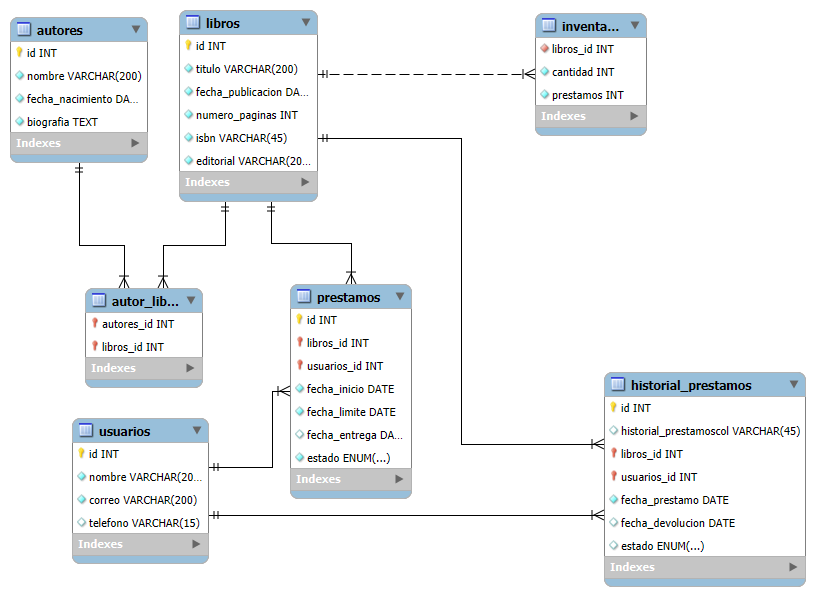 autores
id INT
nombre VARCHAR(200)
fecha_nacimiento DA...
biografia TEXT
Indexes
libros
id INT
titulo VARCHAR(200)
fecha_publicacion DA...
numero_paginas INT
isbn VARCHAR(45)
editorial VARCHAR(20...
Indexes
inventa...
libros_id INT
cantidad INT
prestamos INT
Indexes
autor_lib...
autores_id INT
libros_id INT
Indexes
prestamos
id INT
libros_id INT
usuarios_id INT
fecha_inicio DATE
fecha_limite DATE
fecha_entrega DA...
estado ENUM(...)
Indexes
usuarios
id INT
nombre VARCHAR(20...
correo VARCHAR(200)
telefono VARCHAR(15)
Indexes
historial_prestamos
id INT
historial_prestamoscol VARCHAR(45)
libros_id INT
usuarios_id INT
fecha_prestamo DATE
fecha_devolucion DATE
estado ENUM(...)
Indexes